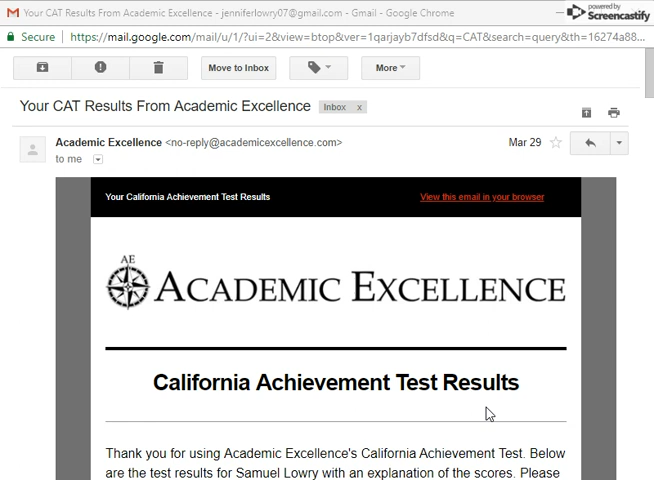 Your CAT Results From Academic Excellence - jenniferlowry07@gmail.com - Gmail - Google Chrome
powered by
Screencastify
Secure https://mail.google.com/mail/u/1/?ui=2&view=btop&ver=1qarjayb7dfsd&q=CAT&search=query&th=16274a88...
Move to Inbox
More
Your CAT Results From Academic Excellence Inbox x
Academic Excellence <no-reply@academicexcellence.com> Mar 29
to me
Your California Achievement Test Results View this email in your browser
AE
ACADEMIC EXCELLENCE
California Achievement Test Results
Thank you for using Academic Excellence's California Achievement Test. Below
are the test results for Samuel Lowry with an explanation of the scores. Please